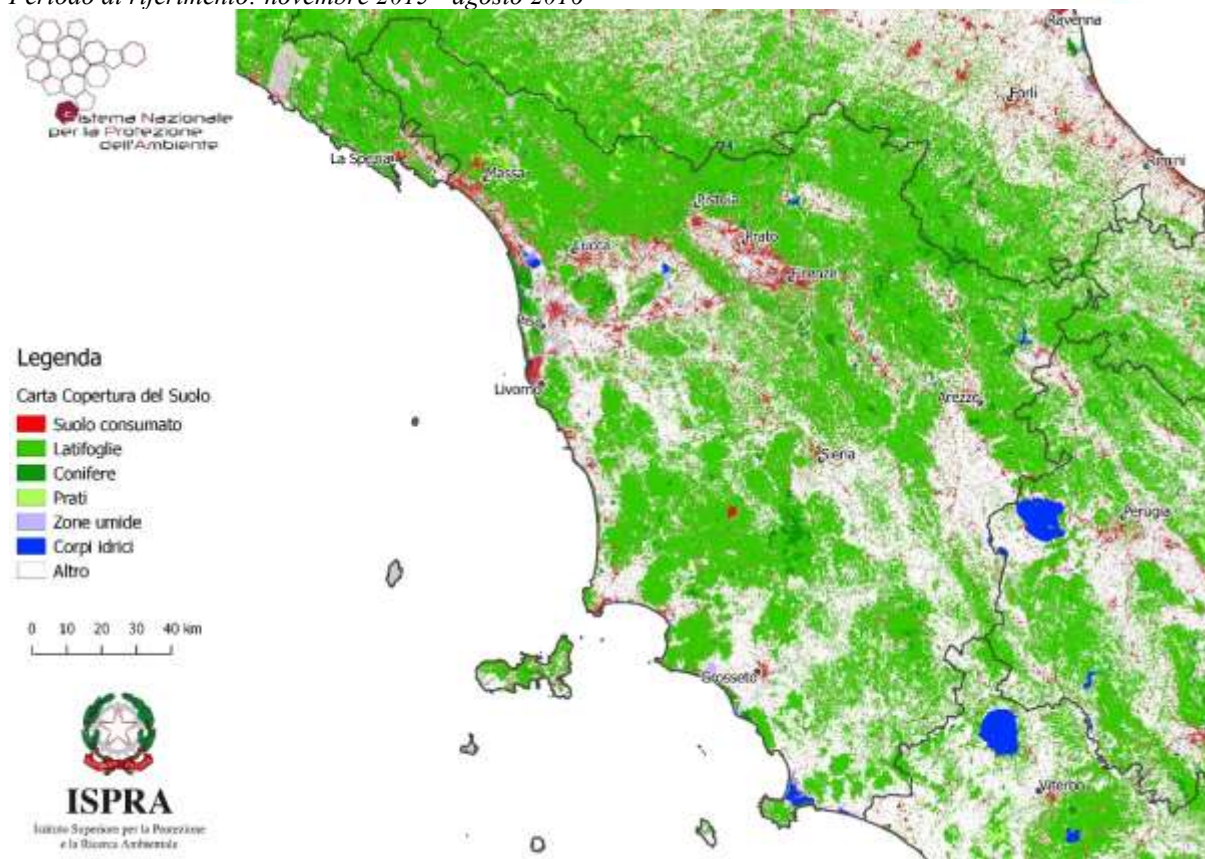 Periodo di riferimento: novembre 2015 - agosto 2016
Sistema Nazionale
per la Protezione
dell'Ambiente
Ravenna
Forlì
Rimini
La Spezia
Massa
Pistoia
Prato
Lucca
Firenze
Pisa
Livorno
Arezzo
Siena
Perugia
Grosseto
Viterbo
Legenda
Carta Copertura del Suolo
Suolo consumato
Latifoglie
Conifere
Prati
Zone umide
Corpi idrici
Altro
0 10 20 30 40 km
ISPRA
Istituto Superiore per la Protezione
e la Ricerca Ambientale